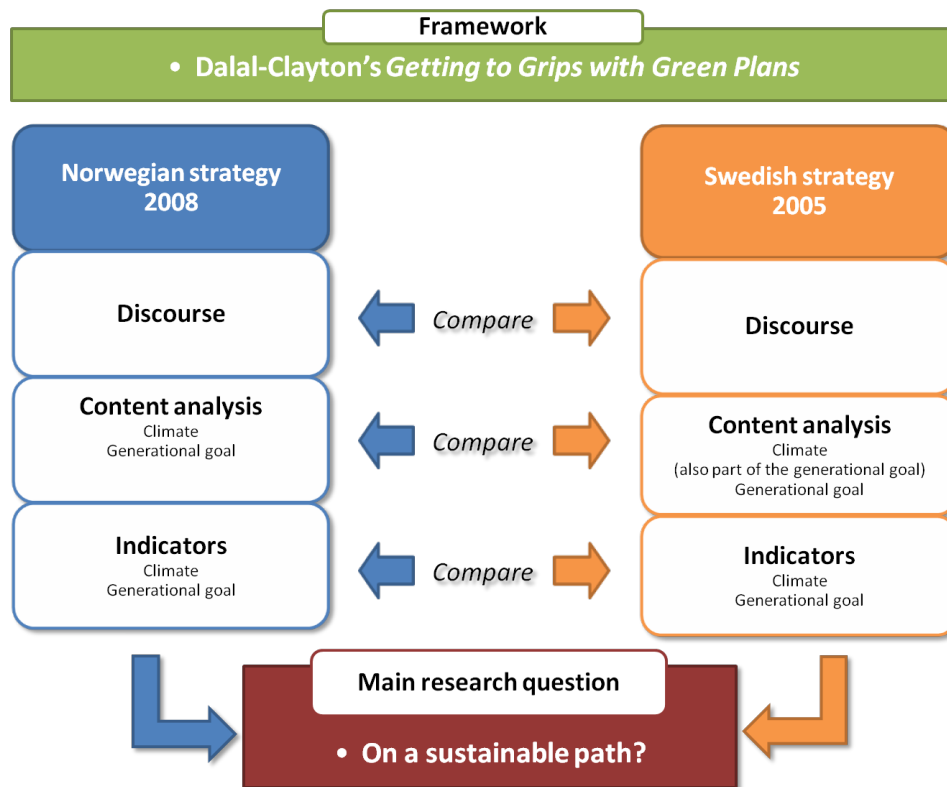 Framework
• Dalal-Clayton's Getting to Grips with Green Plans
Norwegian strategy
2008
Discourse
Content analysis
Climate
Generational goal
Indicators
Climate
Generational goal
Compare
Compare
Compare
Swedish strategy
2005
Discourse
Content analysis
Climate
(also part of the generational goal)
Generational goal
Indicators
Climate
Generational goal
Main research question
• On a sustainable path?